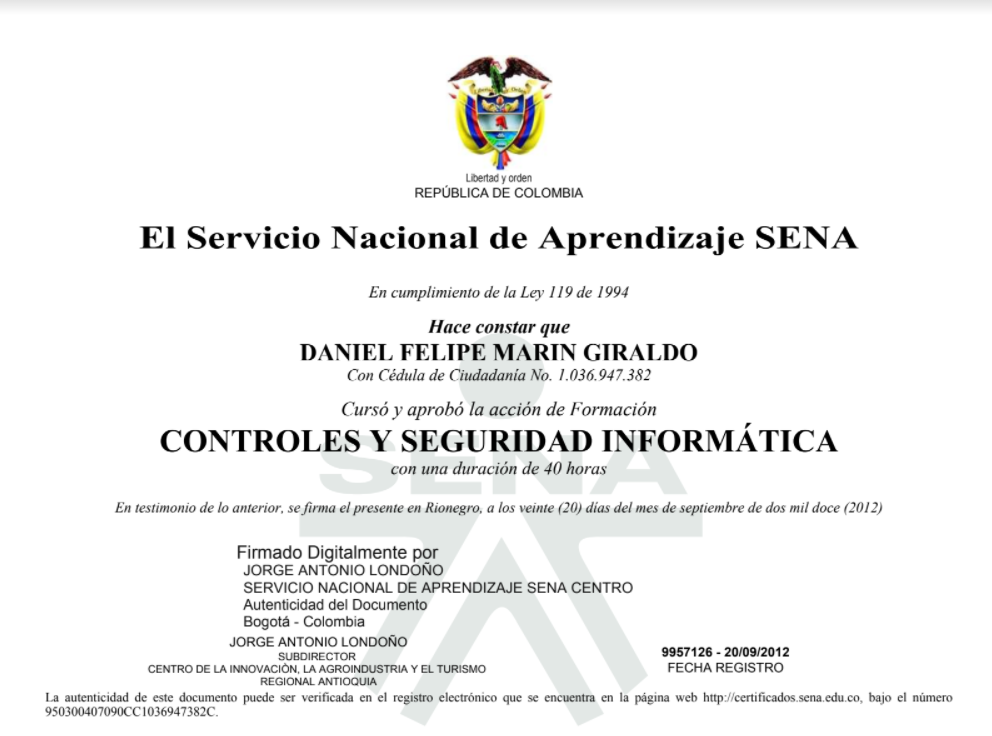 Libertad y orden
REPÚBLICA DE COLOMBIA
El Servicio Nacional de Aprendizaje SENA
En cumplimiento de la Ley 119 de 1994
Hace constar que
DANIEL FELIPE MARIN GIRALDO
Con Cédula de Ciudadanía No. 1.036.947.382
Cursó y aprobó la acción de Formación
CONTROLES Y SEGURIDAD INFORMÁTICA
SENA
con una duración de 40 horas
En testimonio de lo anterior, se firma el presente en Rionegro, a los veinte (20) días del mes de septiembre de dos mil doce (2012)
Firmado Digitalmente por
JORGE ANTONIO LONDOÑO
SERVICIO NACIONAL DE APRENDIZAJE SENA CENTRO
Autenticidad del Documento
Bogotá - Colombia
JORGE ANTONIO LONDOÑO
SUBDIRECTOR
CENTRO DE LA INNOVACIÓN, LA AGROINDUSTRIA Y EL TURISMO
REGIONAL ANTIOQUIA
9957126 - 20/09/2012
FECHA REGISTRO
La autenticidad de este documento puede ser verificada en el registro electrónico que se encuentra en la página web http://certificados.sena.edu.co, bajo el número
950300407090CC1036947382C.